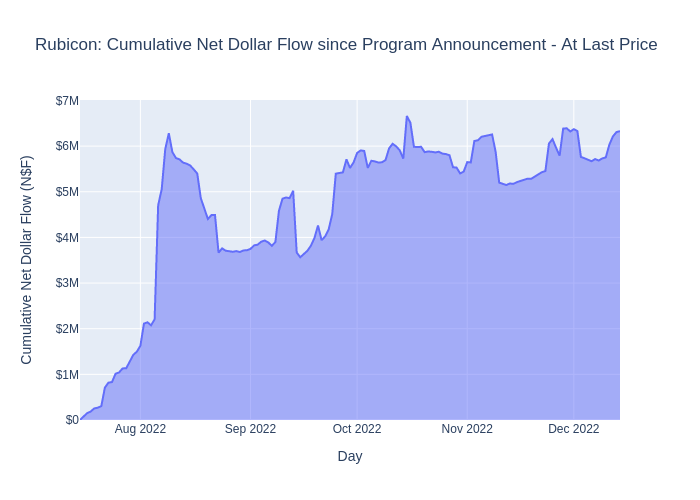 Rubicon: Cumulative Net Dollar Flow since Program Announcement - At Last Price
$7M
$6M
$5M
$4M
$3M
$2M
$1M
$0
Cumulative Net Dollar Flow (N$F)
Aug 2022
Sep 2022
Oct 2022
Nov 2022
Dec 2022
Day